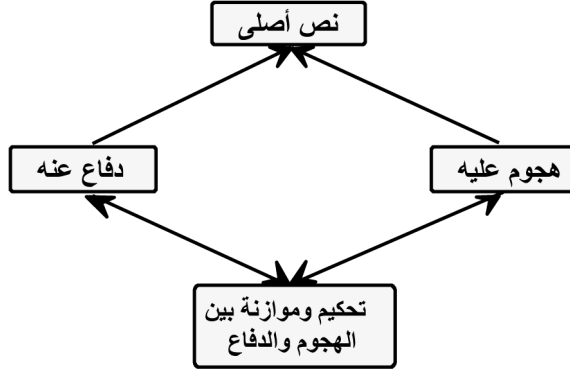 نص أصلى
هجوم عليه
دفاع عنه
تحكيم وموازنة بين
الهجوم والدفاع